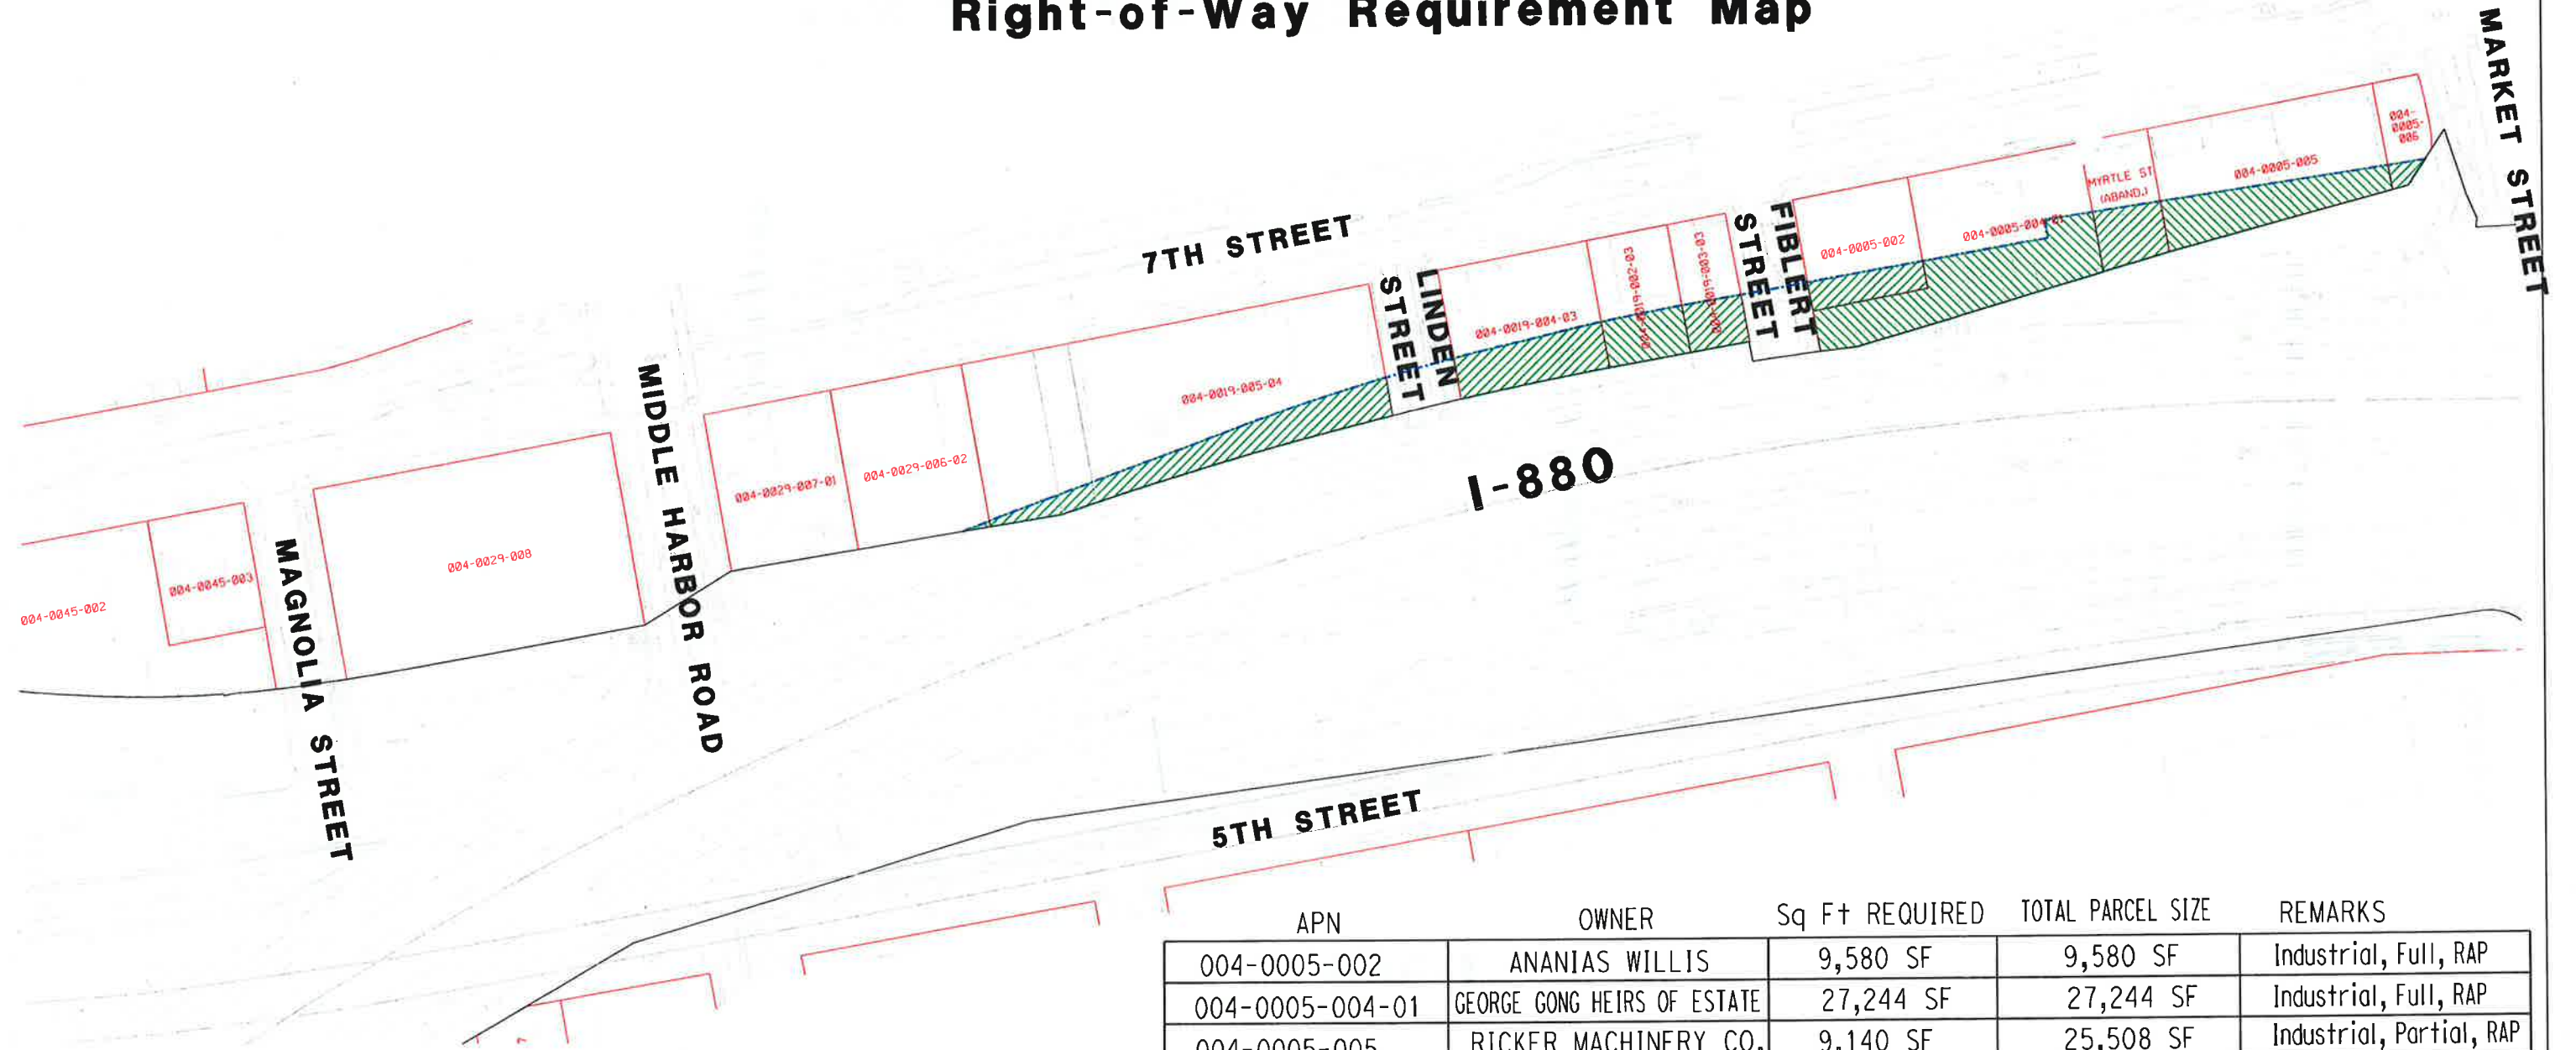 Right-of-Way Requirement Map
MARKET STREET
7TH STREET
LINDEN
STREET
FIBLERT
STREET
MIDDLE HARBOR ROAD
MAGNOLIA STREET
I-880
5TH STREET
004-0045-002
004-0045-003
004-0029-008
004-0029-007-01
004-0029-006-02
004-0019-005-04
004-0019-004-03
004-0019-002-03
004-0019-003-03
004-0005-002
004-0005-004-01
MYRTLE ST
(ABAND.)
004-0005-005
004-
0005-
006
APN OWNER Sq Ft REQUIRED TOTAL PARCEL SIZE REMARKS
004-0005-002 ANANIAS WILLIS 9,580 SF 9,580 SF Industrial, Full, RAP
004-0005-004-01 GEORGE GONG HEIRS OF ESTATE 27,244 SF 27,244 SF Industrial, Full, RAP
004-0005-005 RICKER MACHINERY CO. 9,140 SF 25,508 SF Industrial, Partial, RAP